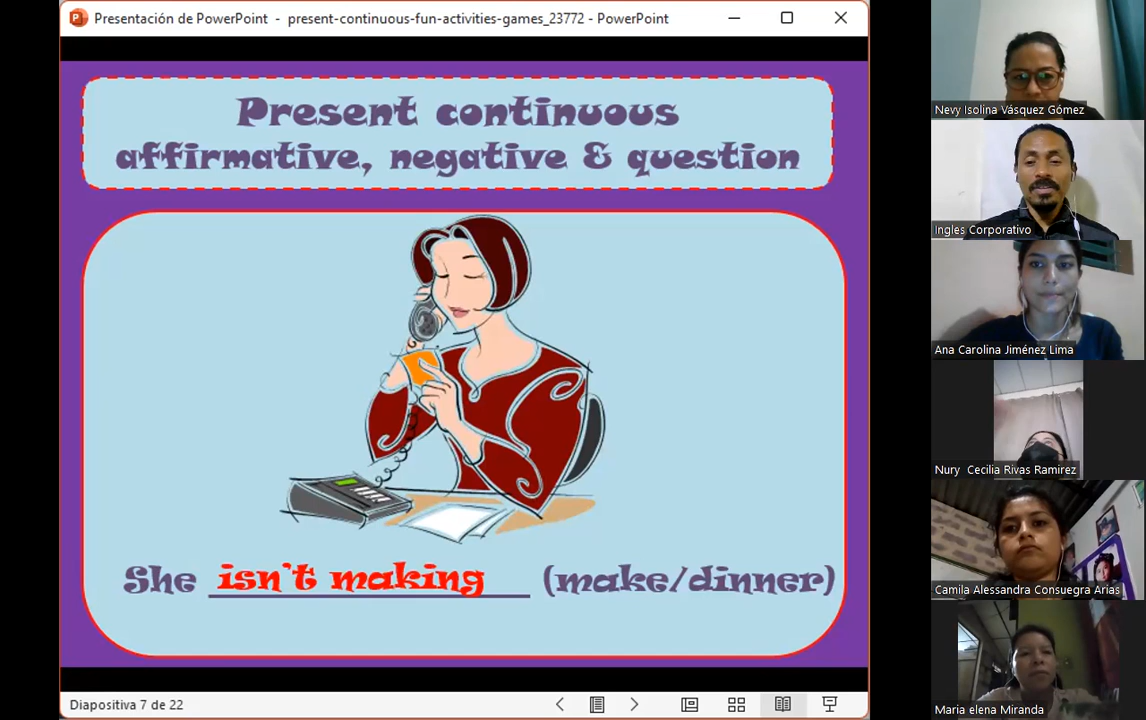 Presentación de PowerPoint - present-continuous-fun-activities-games_23772 - PowerPoint
Present continuous
affirmative, negative & question
She isn't making (make/dinner)
Diapositiva 7 de 22
Nevy Isolina Vásquez Gómez
Ingles Corporativo
Ana Carolina Jiménez Lima
Nury Cecilia Rivas Ramirez
Camila Alessandra Consuegra Arias
Maria elena Miranda